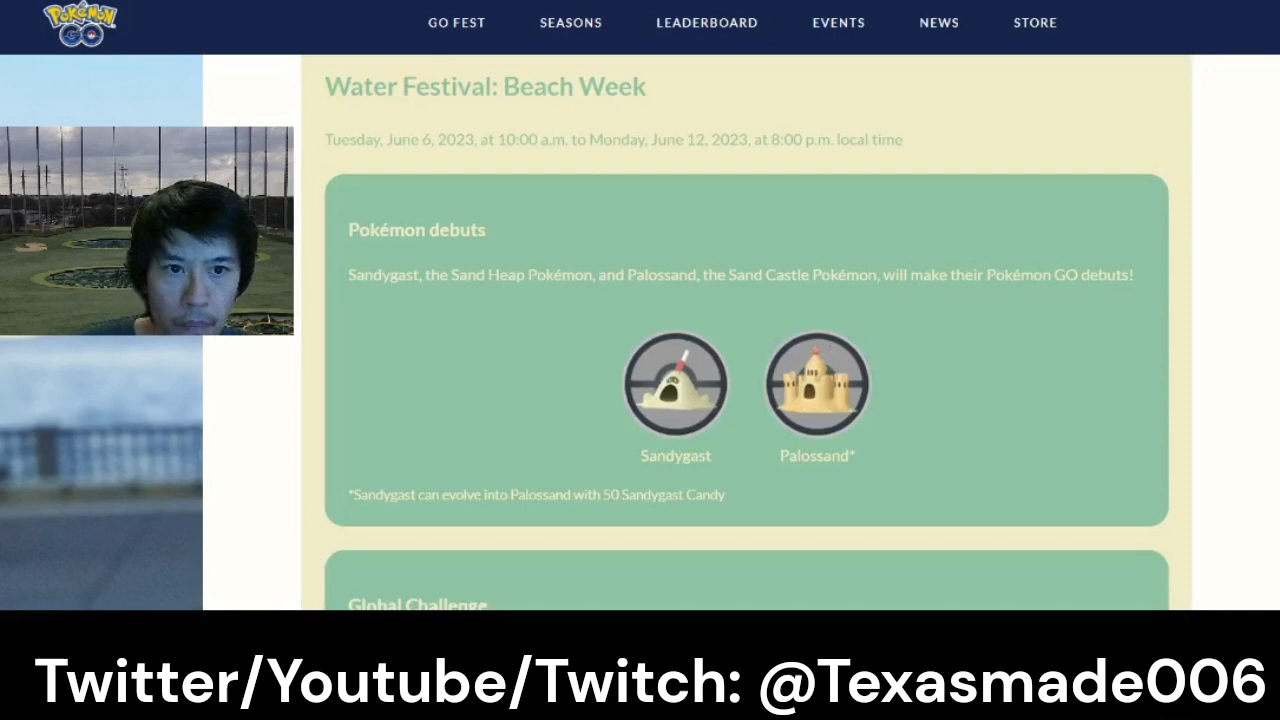 POKÉMON
GO
GO FEST SEASONS LEADERBOARD EVENTS NEWS STORE
Water Festival: Beach Week
Tuesday, June 6, 2023, at 10:00 a.m. to Monday, June 12, 2023, at 8:00 p.m. local time
Pokémon debuts
Sandygast, the Sand Heap Pokémon, and Palossand, the Sand Castle Pokémon, will make their Pokémon GO debuts!
Sandygast Palossand*
*Sandygast can evolve into Palossand with 50 Sandygast Candy
Global Challenge
Twitter/Youtube/Twitch: @Texasmade006